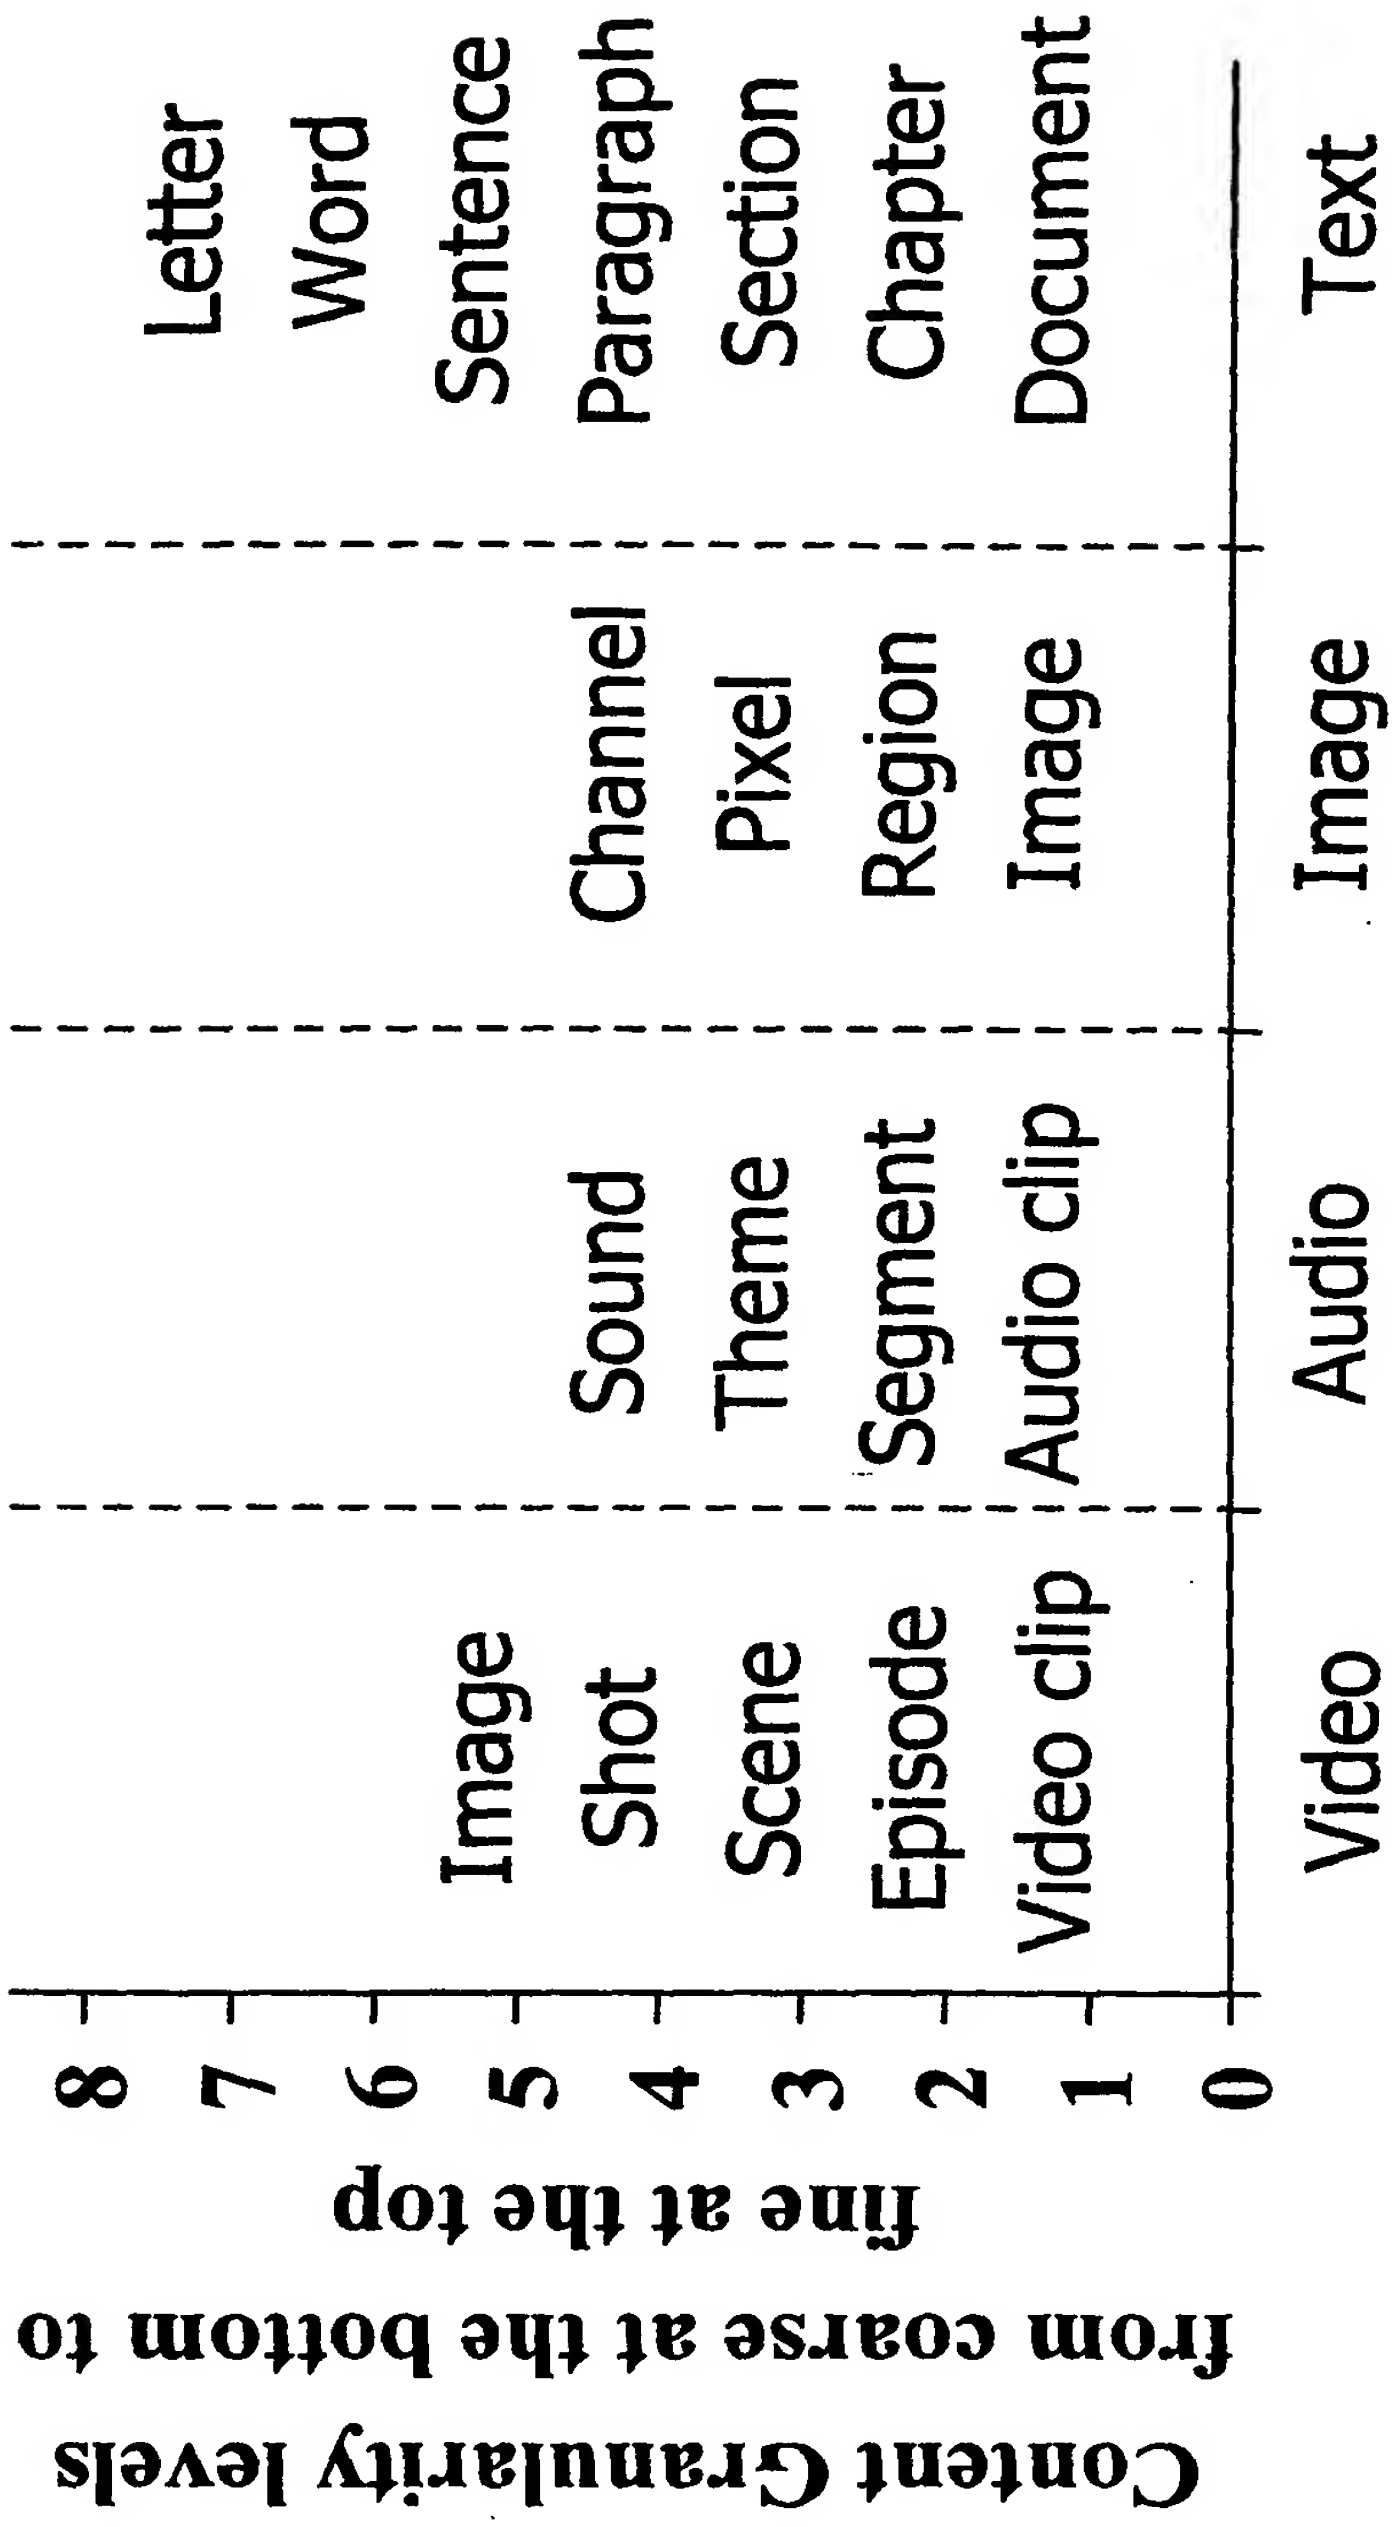 Content Granularity levels
from coarse at the bottom to
fine at the top
8
7
6
5
4
3
2
1
0
Image
Shot
Scene
Episode
Video clip
Video
Sound
Theme
Segment
Audio clip
Audio
Channel
Pixel
Region
Image
Image
Letter
Word
Sentence
Paragraph
Section
Chapter
Document
Text